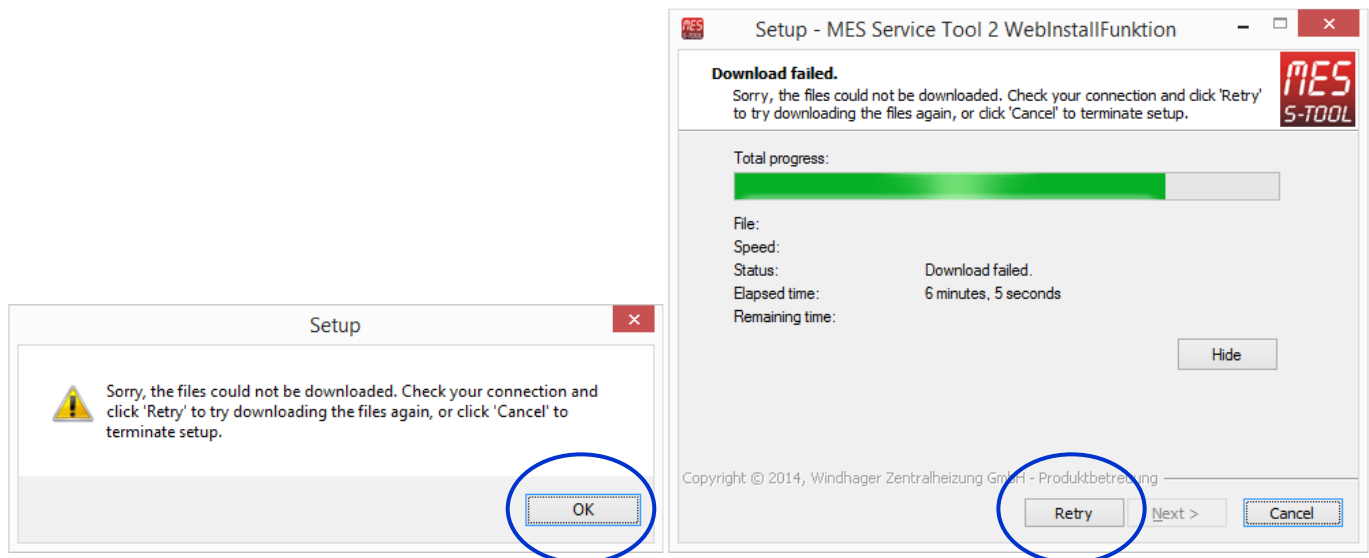 Setup
Sorry, the files could not be downloaded. Check your connection and
click 'Retry' to try downloading the files again, or click 'Cancel' to
terminate setup.
OK
MES
S-TOOL
Setup - MES Service Tool 2 WebInstallFunktion
Download failed.
Sorry, the files could not be downloaded. Check your connection and click 'Retry'
to try downloading the files again, or click 'Cancel' to terminate setup.
MES
S-TOOL
Total progress:
File:
Speed:
Status: Download failed.
Elapsed time: 6 minutes, 5 seconds
Remaining time:
Hide
Copyright © 2014, Windhager Zentralheizung GmbH - Produktbetreuung
Retry Next > Cancel